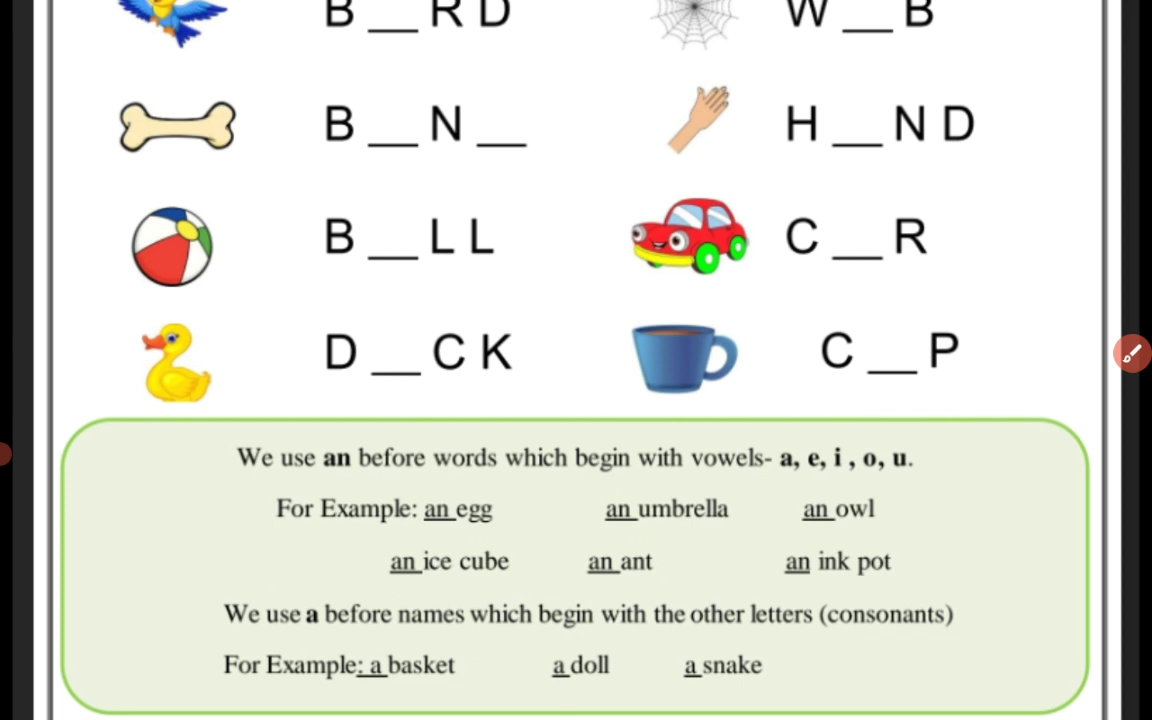 B __ R D W __ B
B __ N __ H __ N D
B __ L L C __ R
D __ C K C __ P
We use an before words which begin with vowels- a, e, i , o, u.
For Example: an egg an umbrella an owl
an ice cube an ant an ink pot
We use a before names which begin with the other letters (consonants)
For Example: a basket a doll a snake